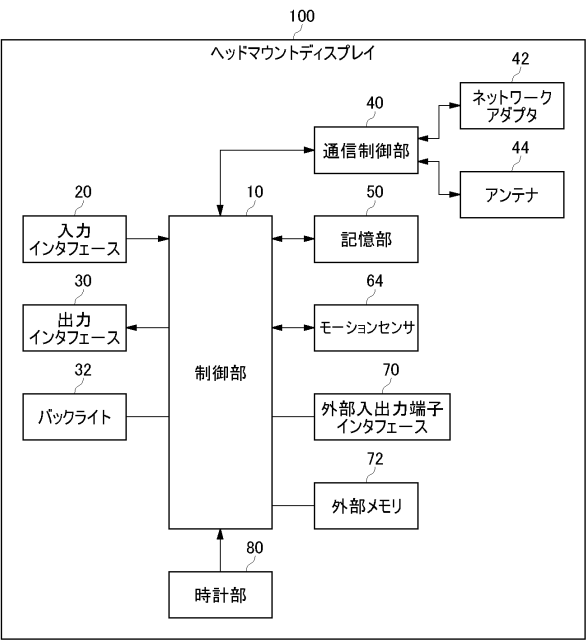 100
ヘッドマウントディスプレイ
42
ネットワーク
アダプタ
40
通信制御部
44
アンテナ
20
入力
インタフェース
10
制御部
50
記憶部
30
出力
インタフェース
64
モーションセンサ
32
バックライト
70
外部入出力端子
インタフェース
72
外部メモリ
80
時計部